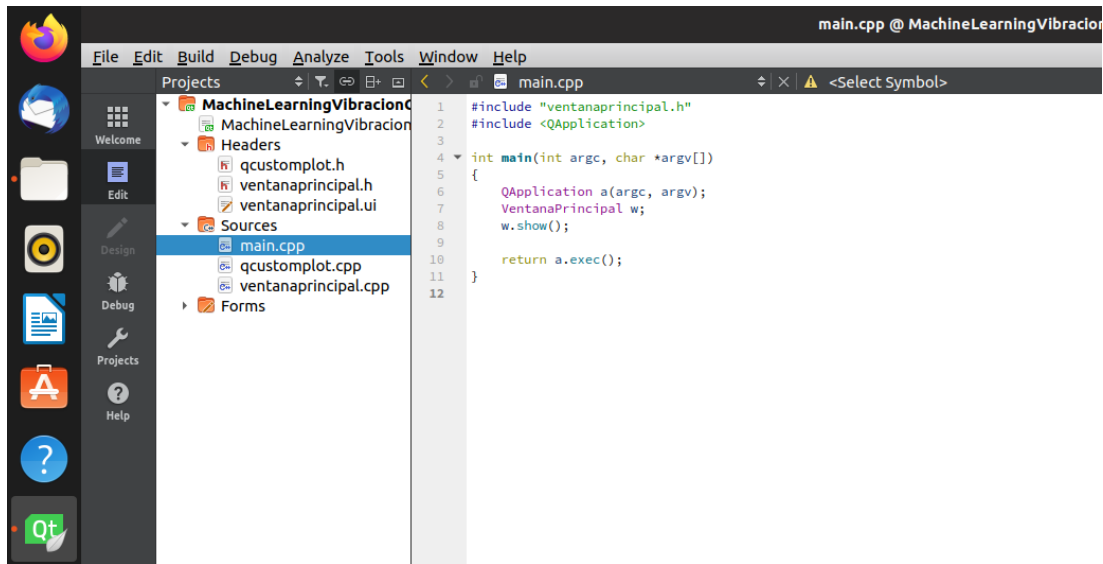 main.cpp @ MachineLearningVibracion
File Edit Build Debug Analyze Tools Window Help
Projects
main.cpp
<Select Symbol>
Welcome
Edit
Design
Debug
Projects
Help
MachineLearningVibracionC
MachineLearningVibracion
Headers
qcustomplot.h
ventanaprincipal.h
ventanaprincipal.ui
Sources
main.cpp
qcustomplot.cpp
ventanaprincipal.cpp
Forms
1 #include "ventanaprincipal.h"
2 #include <QApplication>
3
4 int main(int argc, char *argv[])
5 {
6 QApplication a(argc, argv);
7 VentanaPrincipal w;
8 w.show();
9
10 return a.exec();
11 }
12
Qt